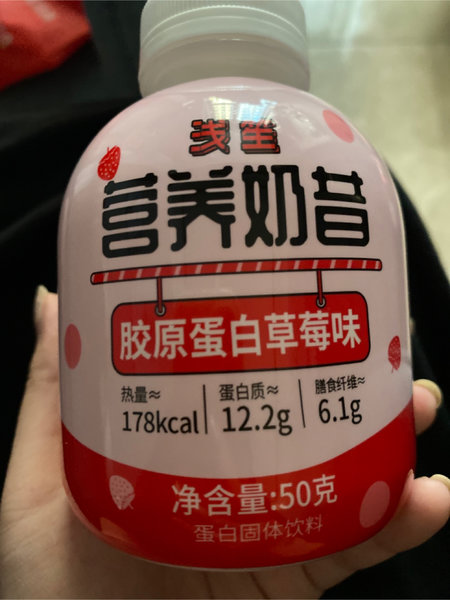 浅笙
营养奶昔
胶原蛋白草莓味
热量≈ 蛋白质≈ 膳食纤维≈
178kcal 12.2g 6.1g
净含量:50克
蛋白固体饮料